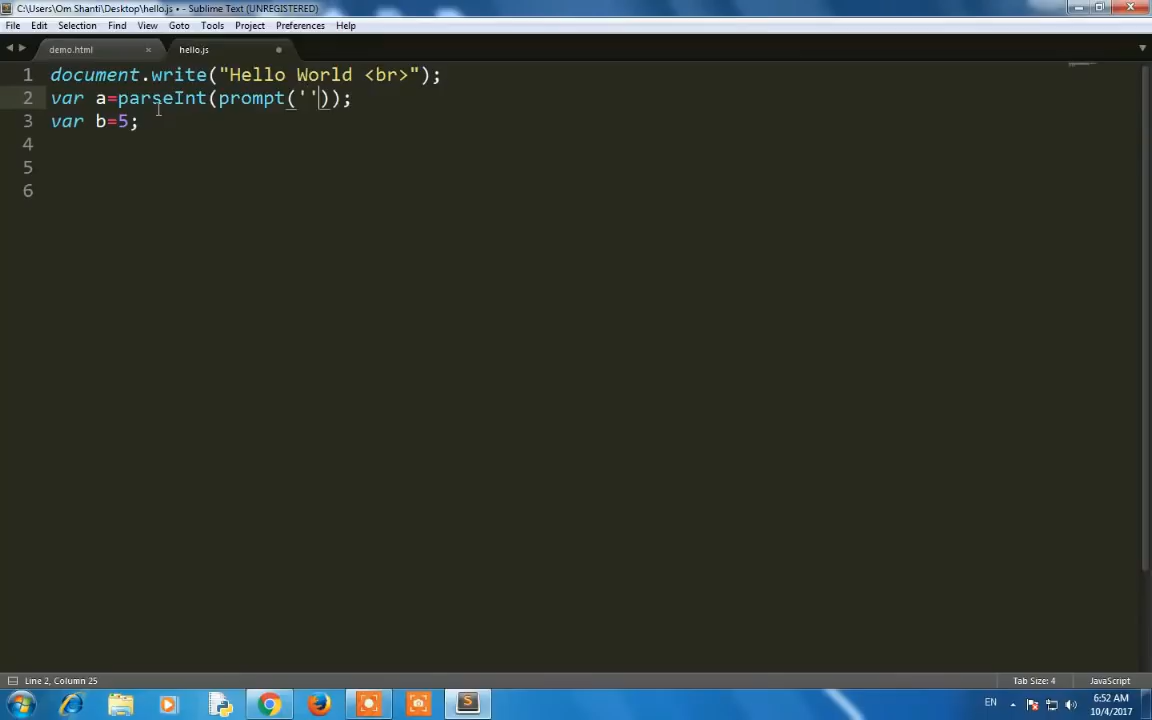 C:\Users\Om Shanti\Desktop\hello.js • - Sublime Text (UNREGISTERED)
File Edit Selection Find View Goto Tools Project Preferences Help
demo.html × hello.js
1 document.write("Hello World <br>");
2 var a=parseInt(prompt(''));
3 var b=5;
4
5
6
Line 2, Column 25 Tab Size: 4 JavaScript
EN 6:52 AM
10/4/2017